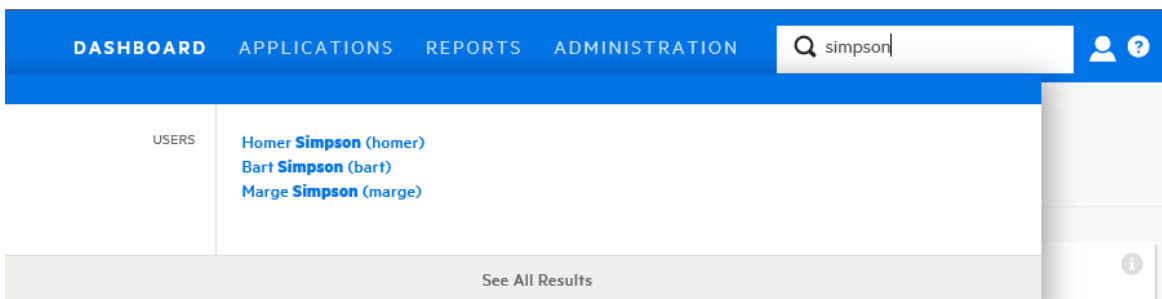 DASHBOARD APPLICATIONS REPORTS ADMINISTRATION simpson ?
USERS
Homer Simpson (homer)
Bart Simpson (bart)
Marge Simpson (marge)
See All Results